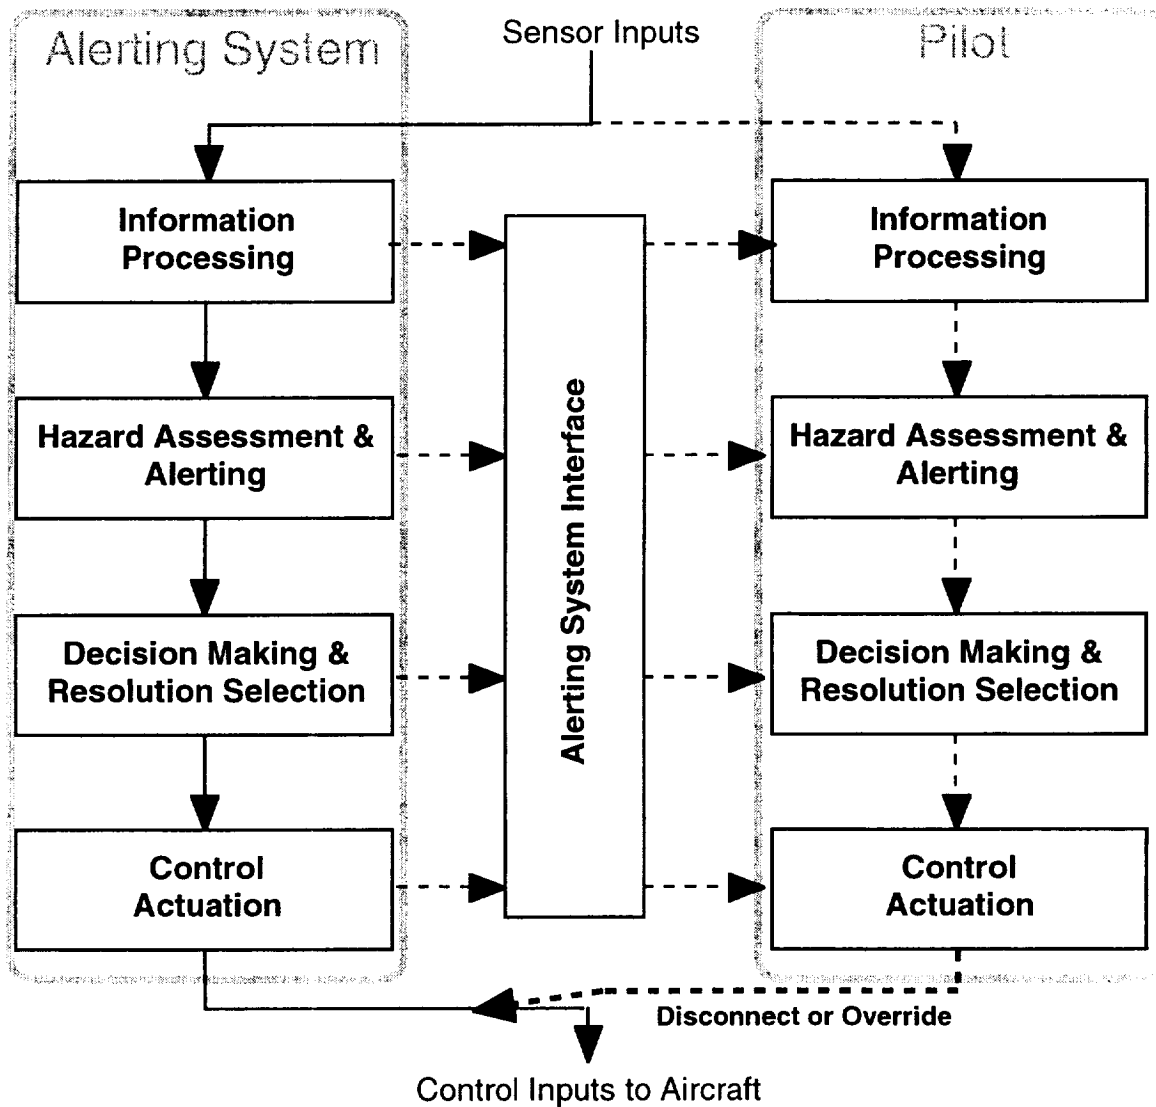 Alerting System
Sensor Inputs
Pilot
Information
Processing
Information
Processing
Hazard Assessment &
Alerting
Hazard Assessment &
Alerting
Alerting System Interface
Decision Making &
Resolution Selection
Decision Making &
Resolution Selection
Control
Actuation
Control
Actuation
Disconnect or Override
Control Inputs to Aircraft